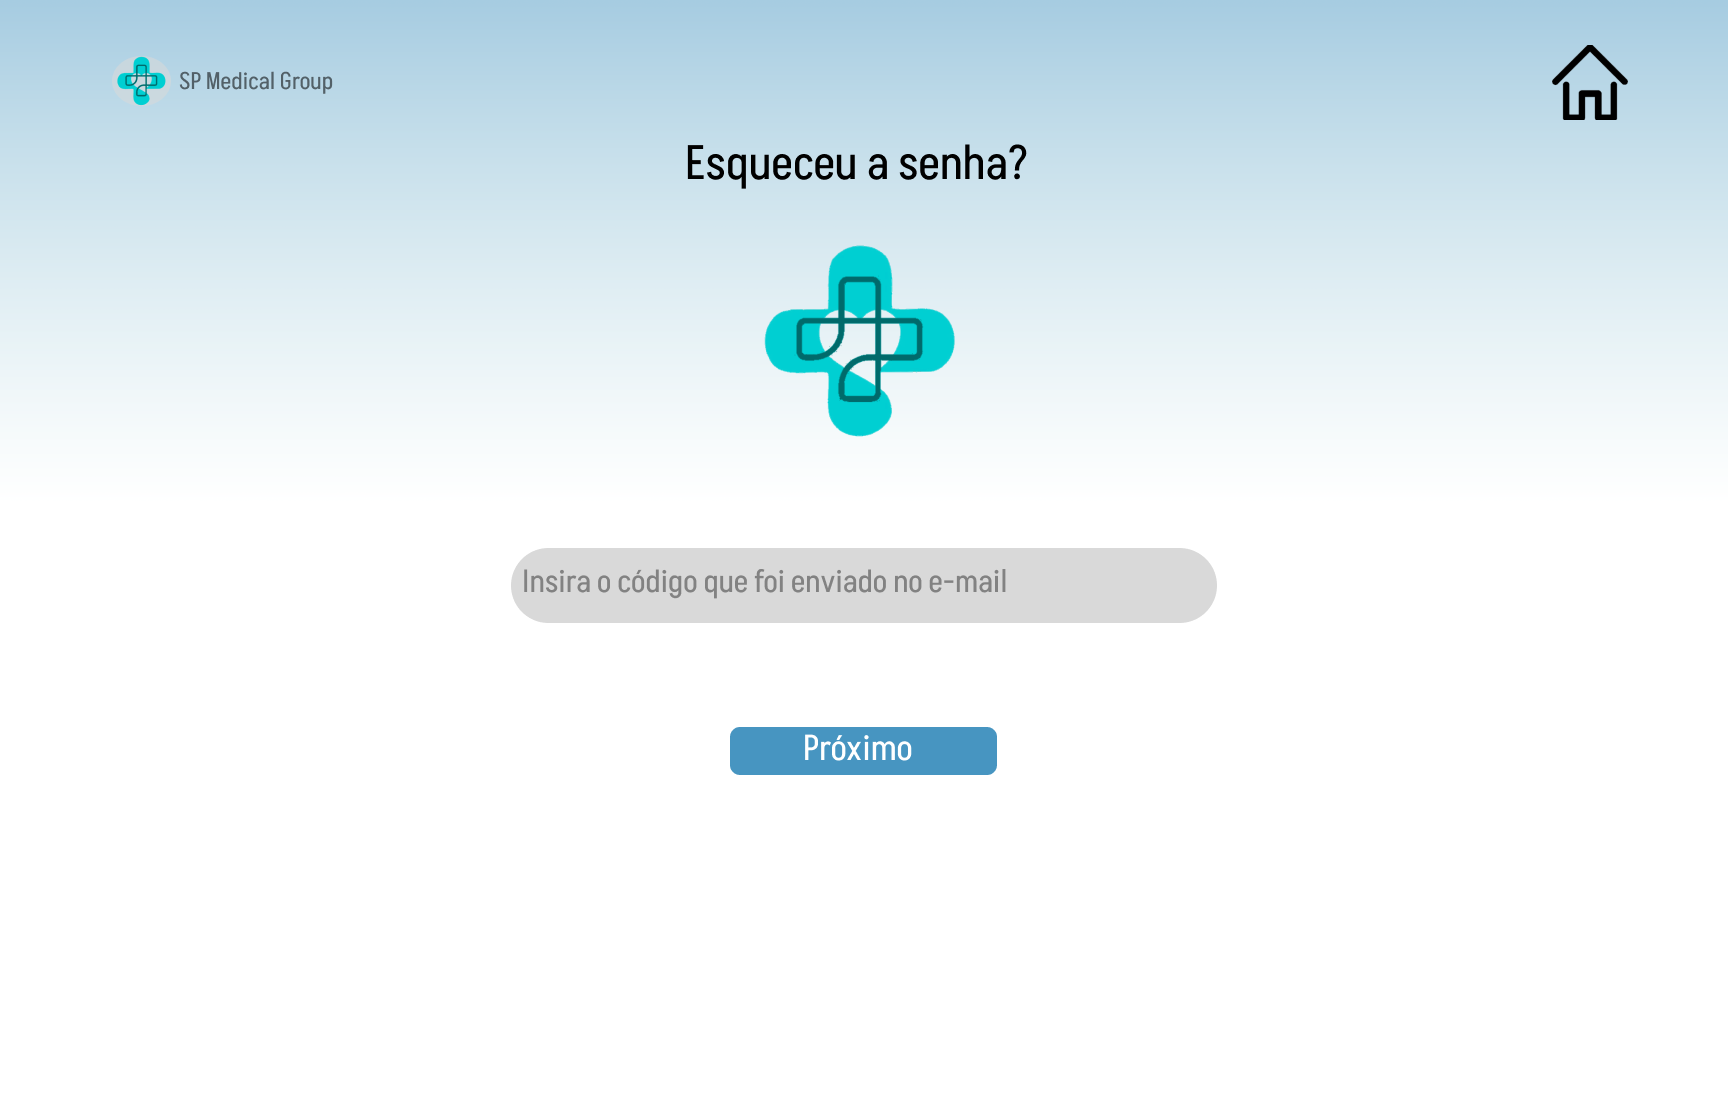 SP Medical Group
Esqueceu a senha?
Insira o código que foi enviado no e-mail
Próximo